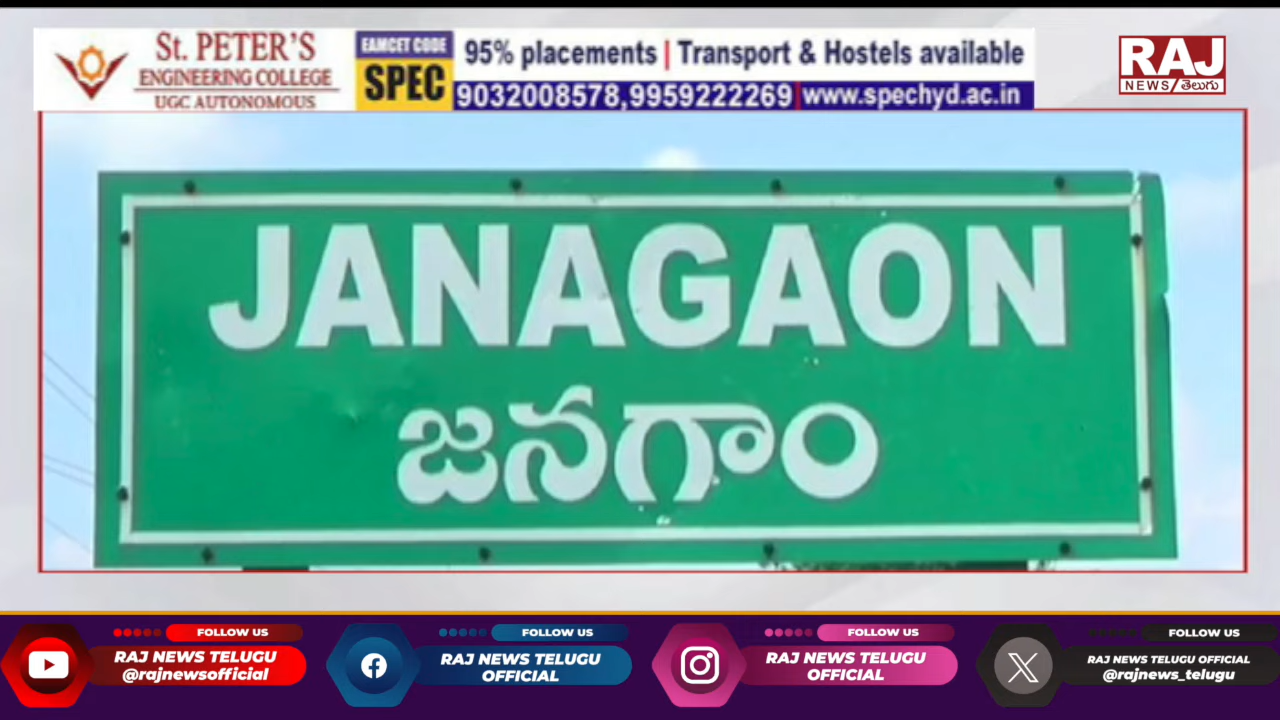 St. PETER'S
ENGINEERING COLLEGE
UGC AUTONOMOUS
EAMCET CODE
SPEC
95% placements | Transport & Hostels available
9032008578,9959222269 | www.spechyd.ac.in
RAJ
NEWS తెలుగు
JANAGAON
జనగాం
FOLLOW US
RAJ NEWS TELUGU
@rajnewsofficial
FOLLOW US
RAJ NEWS TELUGU
OFFICIAL
FOLLOW US
RAJ NEWS TELUGU
OFFICIAL
FOLLOW US
RAJ NEWS TELUGU OFFICIAL
@rajnews_telugu